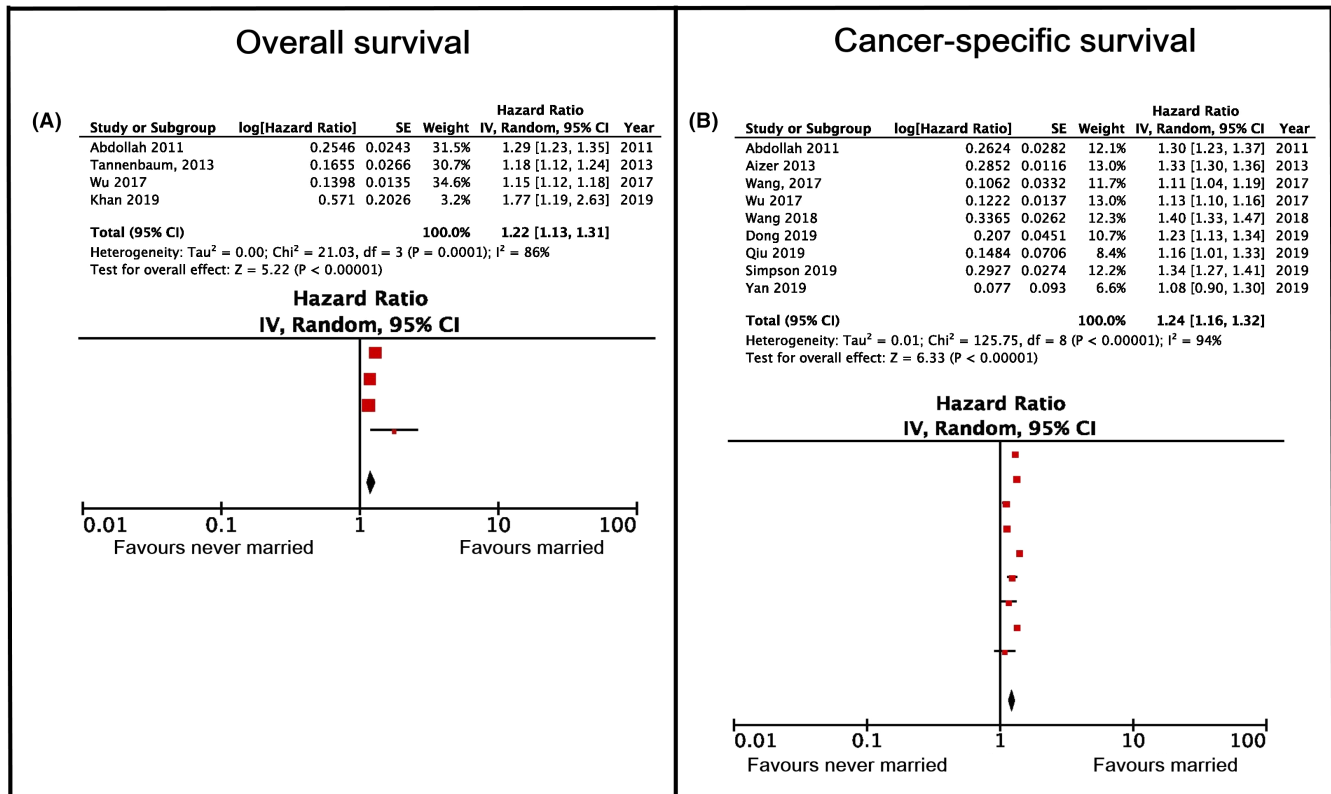 Overall survival
(A)
Hazard Ratio
Study or Subgroup log[Hazard Ratio] SE Weight IV, Random, 95% CI Year
Abdollah 2011 0.2546 0.0243 31.5% 1.29 [1.23, 1.35] 2011
Tannenbaum, 2013 0.1655 0.0266 30.7% 1.18 [1.12, 1.24] 2013
Wu 2017 0.1398 0.0135 34.6% 1.15 [1.12, 1.18] 2017
Khan 2019 0.571 0.2026 3.2% 1.77 [1.19, 2.63] 2019
Total (95% CI) 100.0% 1.22 [1.13, 1.31]
Heterogeneity: Tau² = 0.00; Chi² = 21.03, df = 3 (P = 0.0001); I² = 86%
Test for overall effect: Z = 5.22 (P < 0.00001)
Hazard Ratio
IV, Random, 95% CI
0.01 0.1 1 10 100
Favours never married Favours married
Cancer-specific survival
(B)
Hazard Ratio
Study or Subgroup log[Hazard Ratio] SE Weight IV, Random, 95% CI Year
Abdollah 2011 0.2624 0.0282 12.1% 1.30 [1.23, 1.37] 2011
Aizer 2013 0.2852 0.0116 13.0% 1.33 [1.30, 1.36] 2013
Wang, 2017 0.1062 0.0332 11.7% 1.11 [1.04, 1.19] 2017
Wu 2017 0.1222 0.0137 13.0% 1.13 [1.10, 1.16] 2017
Wang 2018 0.3365 0.0262 12.3% 1.40 [1.33, 1.47] 2018
Dong 2019 0.207 0.0451 10.7% 1.23 [1.13, 1.34] 2019
Qiu 2019 0.1484 0.0706 8.4% 1.16 [1.01, 1.33] 2019
Simpson 2019 0.2927 0.0274 12.2% 1.34 [1.27, 1.41] 2019
Yan 2019 0.077 0.093 6.6% 1.08 [0.90, 1.30] 2019
Total (95% CI) 100.0% 1.24 [1.16, 1.32]
Heterogeneity: Tau² = 0.01; Chi² = 125.75, df = 8 (P < 0.00001); I² = 94%
Test for overall effect: Z = 6.33 (P < 0.00001)
Hazard Ratio
IV, Random, 95% CI
0.01 0.1 1 10 100
Favours never married Favours married